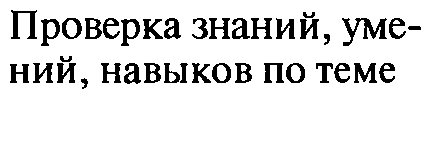 Проверка знаний, уме-
ний, навыков по теме